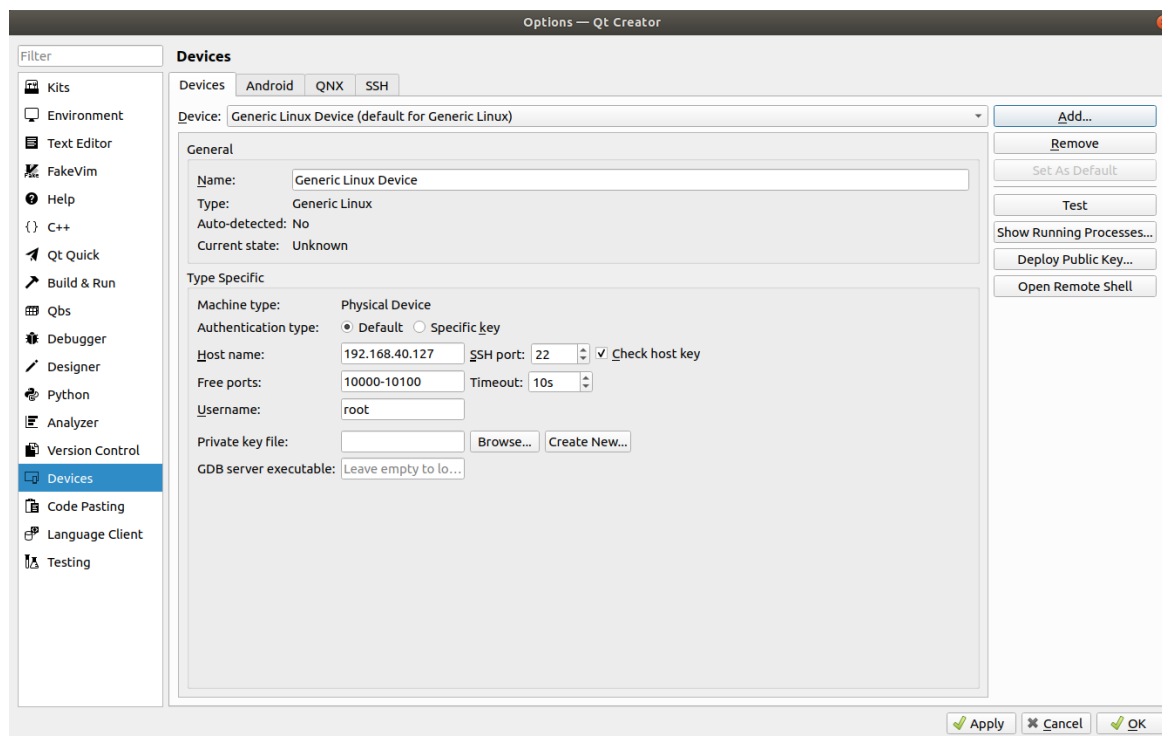 Options — Qt Creator
Filter
Kits
Environment
Text Editor
FakeVim
Help
{} C++
Qt Quick
Build & Run
Qbs
Debugger
Designer
Python
Analyzer
Version Control
Devices
Code Pasting
Language Client
Testing
Devices
Devices Android QNX SSH
Device: Generic Linux Device (default for Generic Linux)
General
Name: Generic Linux Device
Type: Generic Linux
Auto-detected: No
Current state: Unknown
Type Specific
Machine type: Physical Device
Authentication type: Default Specific key
Host name: 192.168.40.127 SSH port: 22 Check host key
Free ports: 10000-10100 Timeout: 10s
Username: root
Private key file: Browse... Create New...
GDB server executable: Leave empty to lo...
Add...
Remove
Set As Default
Test
Show Running Processes...
Deploy Public Key...
Open Remote Shell
Apply Cancel OK